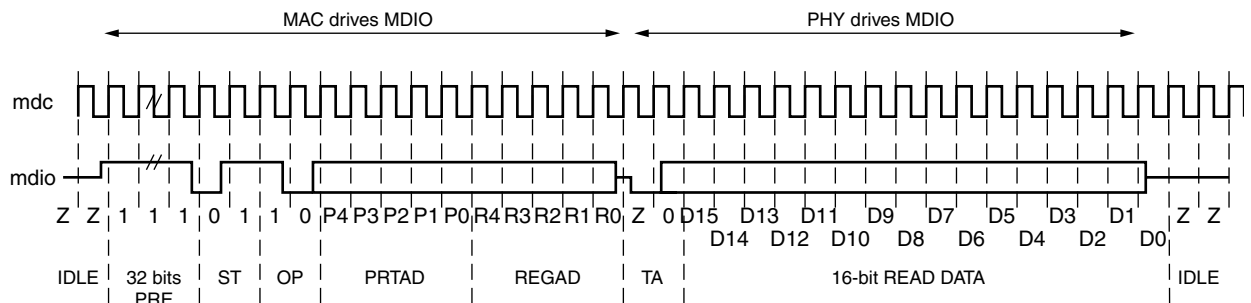 MAC drives MDIO PHY drives MDIO
mdc
mdio
Z Z 1 1 1 0 1 1 0 P4 P3 P2 P1 P0 R4 R3 R2 R1 R0 Z 0 D15 D13 D11 D9 D7 D5 D3 D1 Z Z
D14 D12 D10 D8 D6 D4 D2 D0
IDLE 32 bits ST OP PRTAD REGAD TA 16-bit READ DATA IDLE
PRE